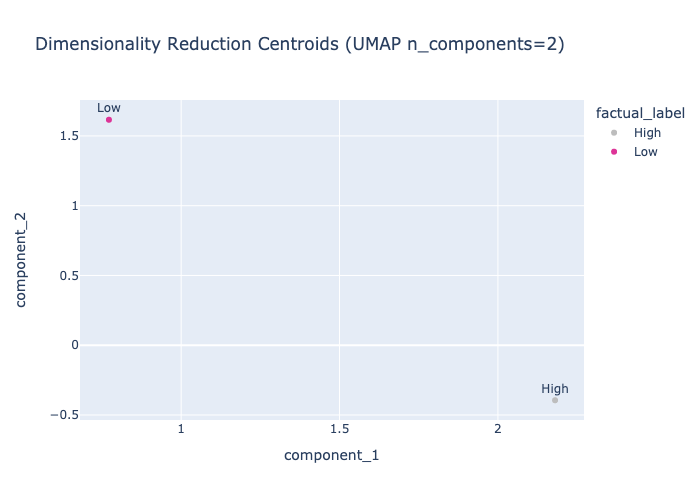 Dimensionality Reduction Centroids (UMAP n_components=2)
Low
factual_label
High
Low
1.5
1
0.5
0
−0.5
component_2
High
1
1.5
2
component_1